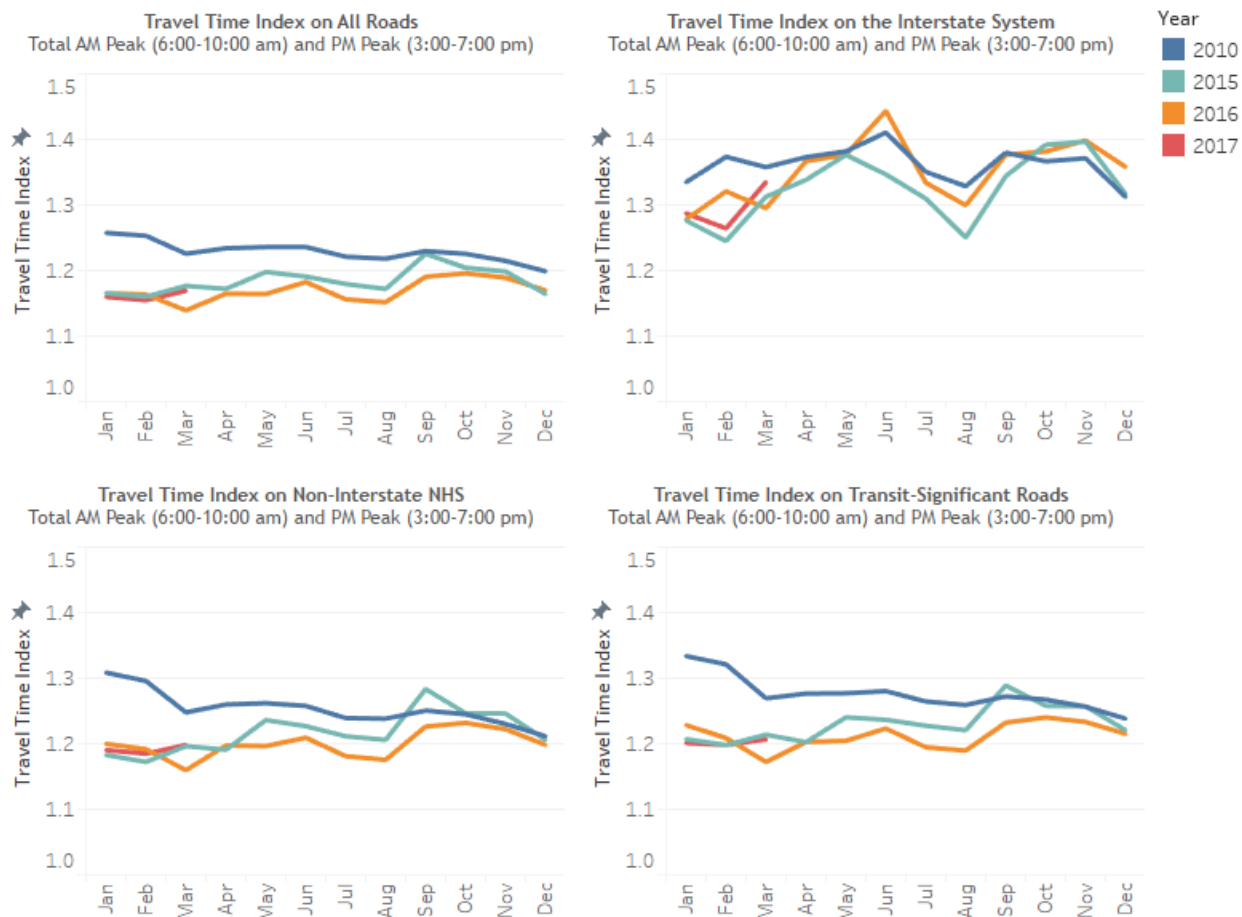 Travel Time Index on All Roads
Total AM Peak (6:00-10:00 am) and PM Peak (3:00-7:00 pm)
1.5
1.4
1.3
1.2
1.1
1.0
Travel Time Index
Jan
Feb
Mar
Apr
May
Jun
Jul
Aug
Sep
Oct
Nov
Dec
Travel Time Index on the Interstate System
Total AM Peak (6:00-10:00 am) and PM Peak (3:00-7:00 pm)
1.5
1.4
1.3
1.2
1.1
1.0
Travel Time Index
Jan
Feb
Mar
Apr
May
Jun
Jul
Aug
Sep
Oct
Nov
Dec
Year
2010
2015
2016
2017
Travel Time Index on Non-Interstate NHS
Total AM Peak (6:00-10:00 am) and PM Peak (3:00-7:00 pm)
1.5
1.4
1.3
1.2
1.1
1.0
Travel Time Index
Jan
Feb
Mar
Apr
May
Jun
Jul
Aug
Sep
Oct
Nov
Dec
Travel Time Index on Transit-Significant Roads
Total AM Peak (6:00-10:00 am) and PM Peak (3:00-7:00 pm)
1.5
1.4
1.3
1.2
1.1
1.0
Travel Time Index
Jan
Feb
Mar
Apr
May
Jun
Jul
Aug
Sep
Oct
Nov
Dec